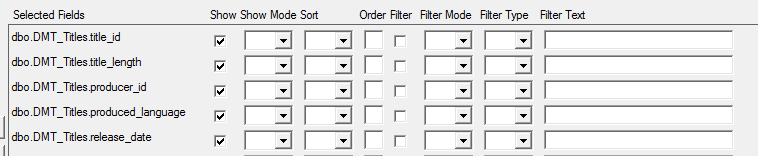 Selected Fields Show Show Mode Sort Order Filter Filter Mode Filter Type Filter Text
dbo.DMT_Titles.title_id
dbo.DMT_Titles.title_length
dbo.DMT_Titles.producer_id
dbo.DMT_Titles.produced_language
dbo.DMT_Titles.release_date